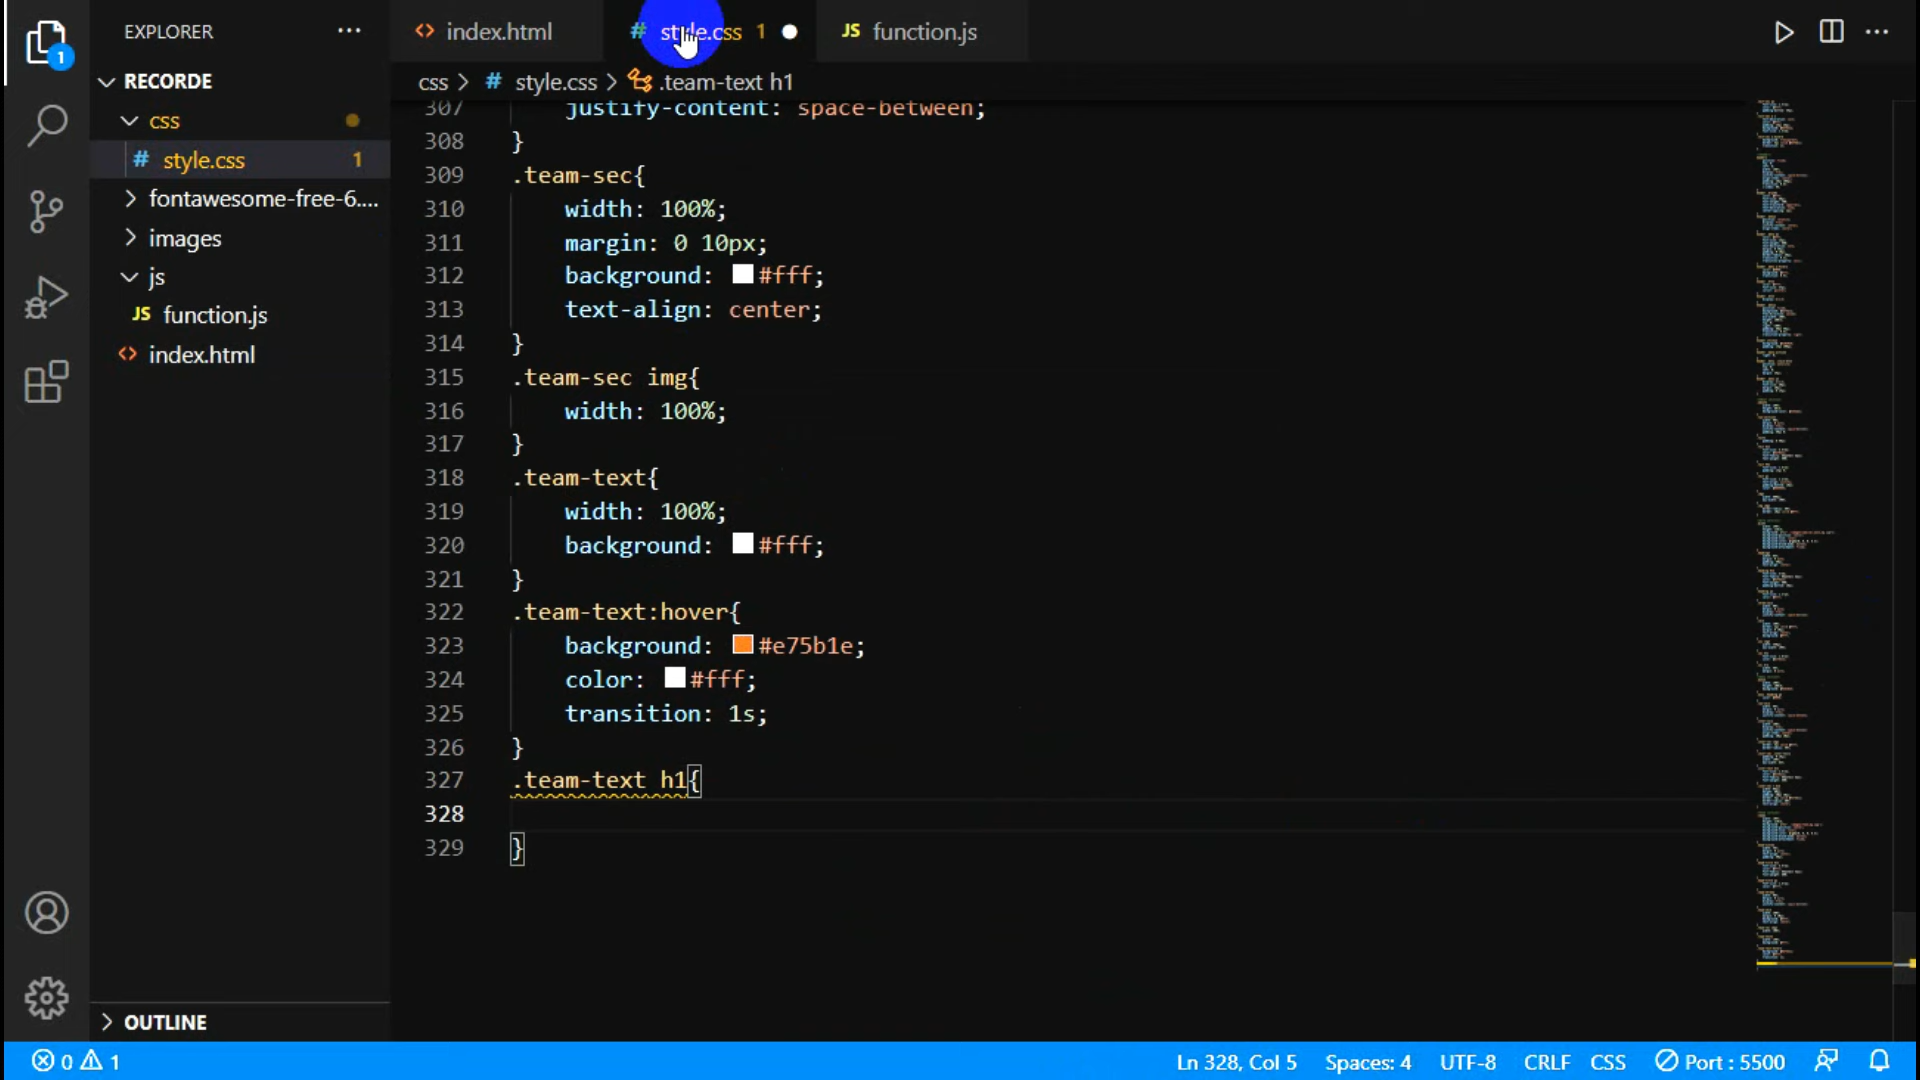 EXPLORER
index.html
style.css 1
JS function.js
RECORDE
css > # style.css > .team-text h1
css
# style.css 1
fontawesome-free-6....
images
js
JS function.js
index.html
307 justify-content: space-between;
308 }
309 .team-sec{
310 width: 100%;
311 margin: 0 10px;
312 background: #fff;
313 text-align: center;
314 }
315 .team-sec img{
316 width: 100%;
317 }
318 .team-text{
319 width: 100%;
320 background: #fff;
321 }
322 .team-text:hover{
323 background: #e75b1e;
324 color: #fff;
325 transition: 1s;
326 }
327 .team-text h1{
328
329 }
1
OUTLINE
0 1
Ln 328, Col 5 Spaces: 4 UTF-8 CRLF CSS Port : 5500